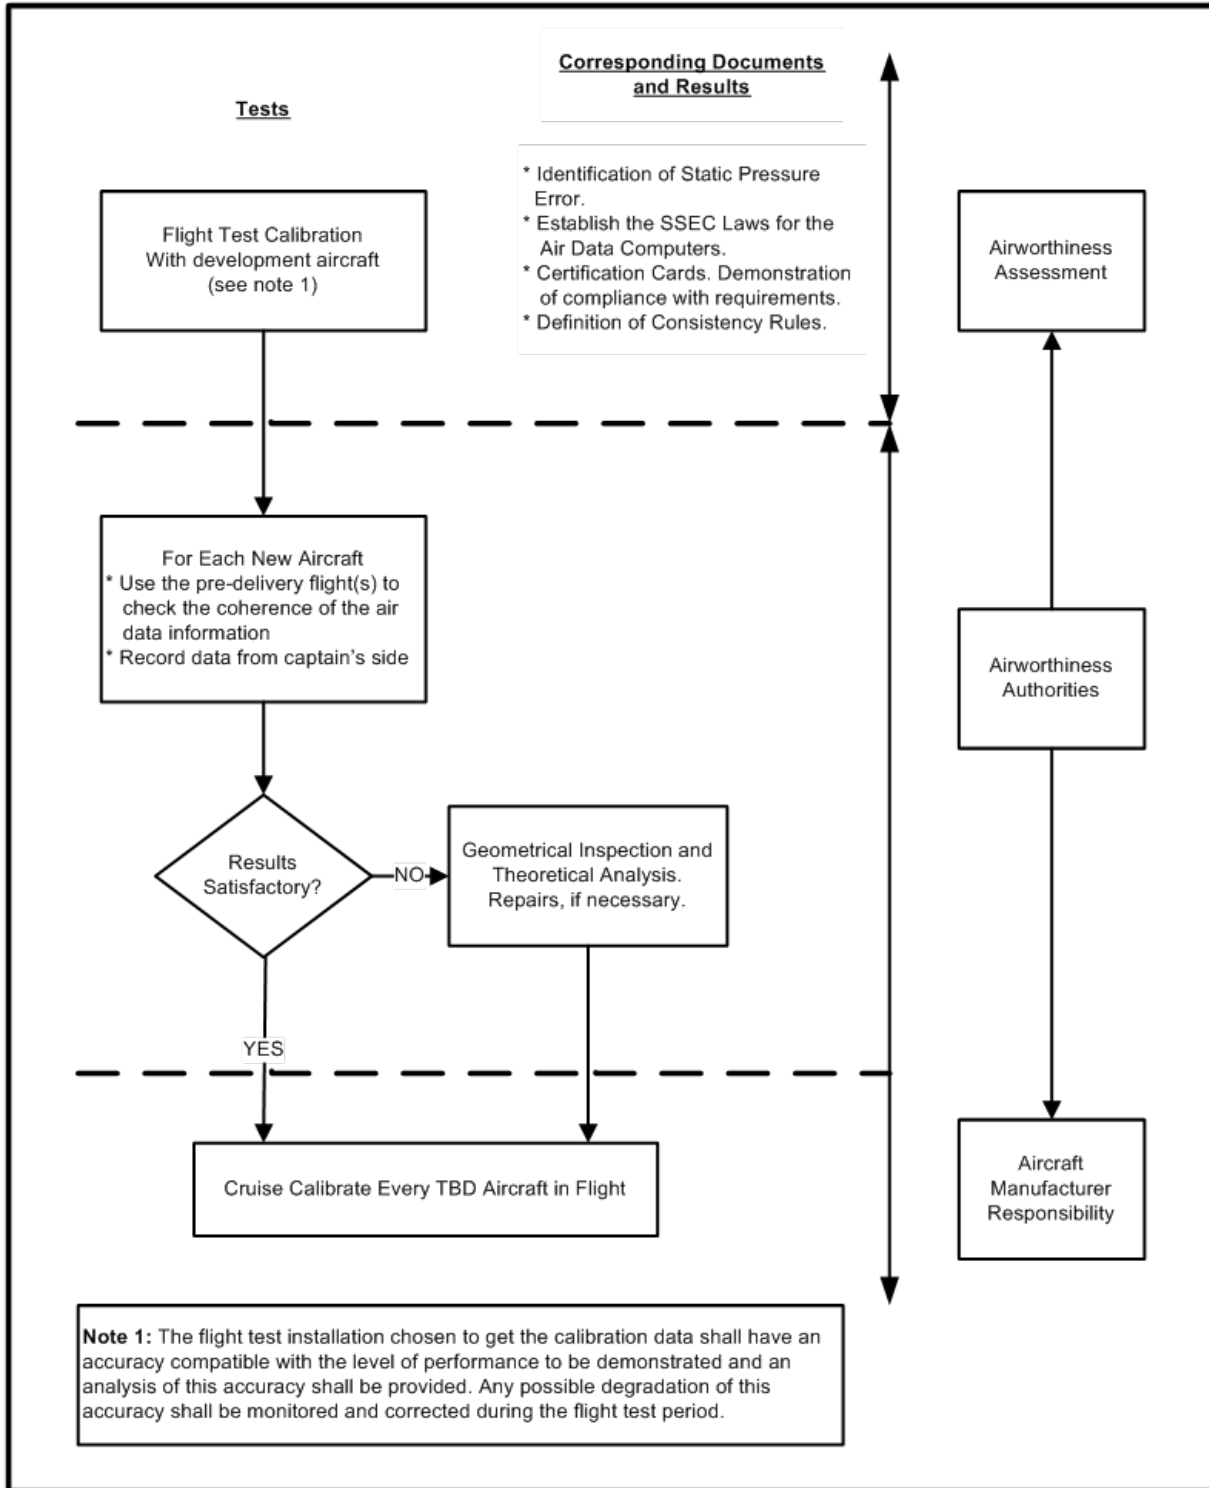 Corresponding Documents
and Results
Tests
* Identification of Static Pressure
Error.
* Establish the SSEC Laws for the
Air Data Computers.
* Certification Cards. Demonstration
of compliance with requirements.
* Definition of Consistency Rules.
Flight Test Calibration
With development aircraft
(see note 1)
Airworthiness
Assessment
For Each New Aircraft
* Use the pre-delivery flight(s) to
check the coherence of the air
data information
* Record data from captain's side
Airworthiness
Authorities
Results
Satisfactory?
NO
Geometrical Inspection and
Theoretical Analysis.
Repairs, if necessary.
YES
Cruise Calibrate Every TBD Aircraft in Flight
Aircraft
Manufacturer
Responsibility
Note 1: The flight test installation chosen to get the calibration data shall have an
accuracy compatible with the level of performance to be demonstrated and an
analysis of this accuracy shall be provided. Any possible degradation of this
accuracy shall be monitored and corrected during the flight test period.